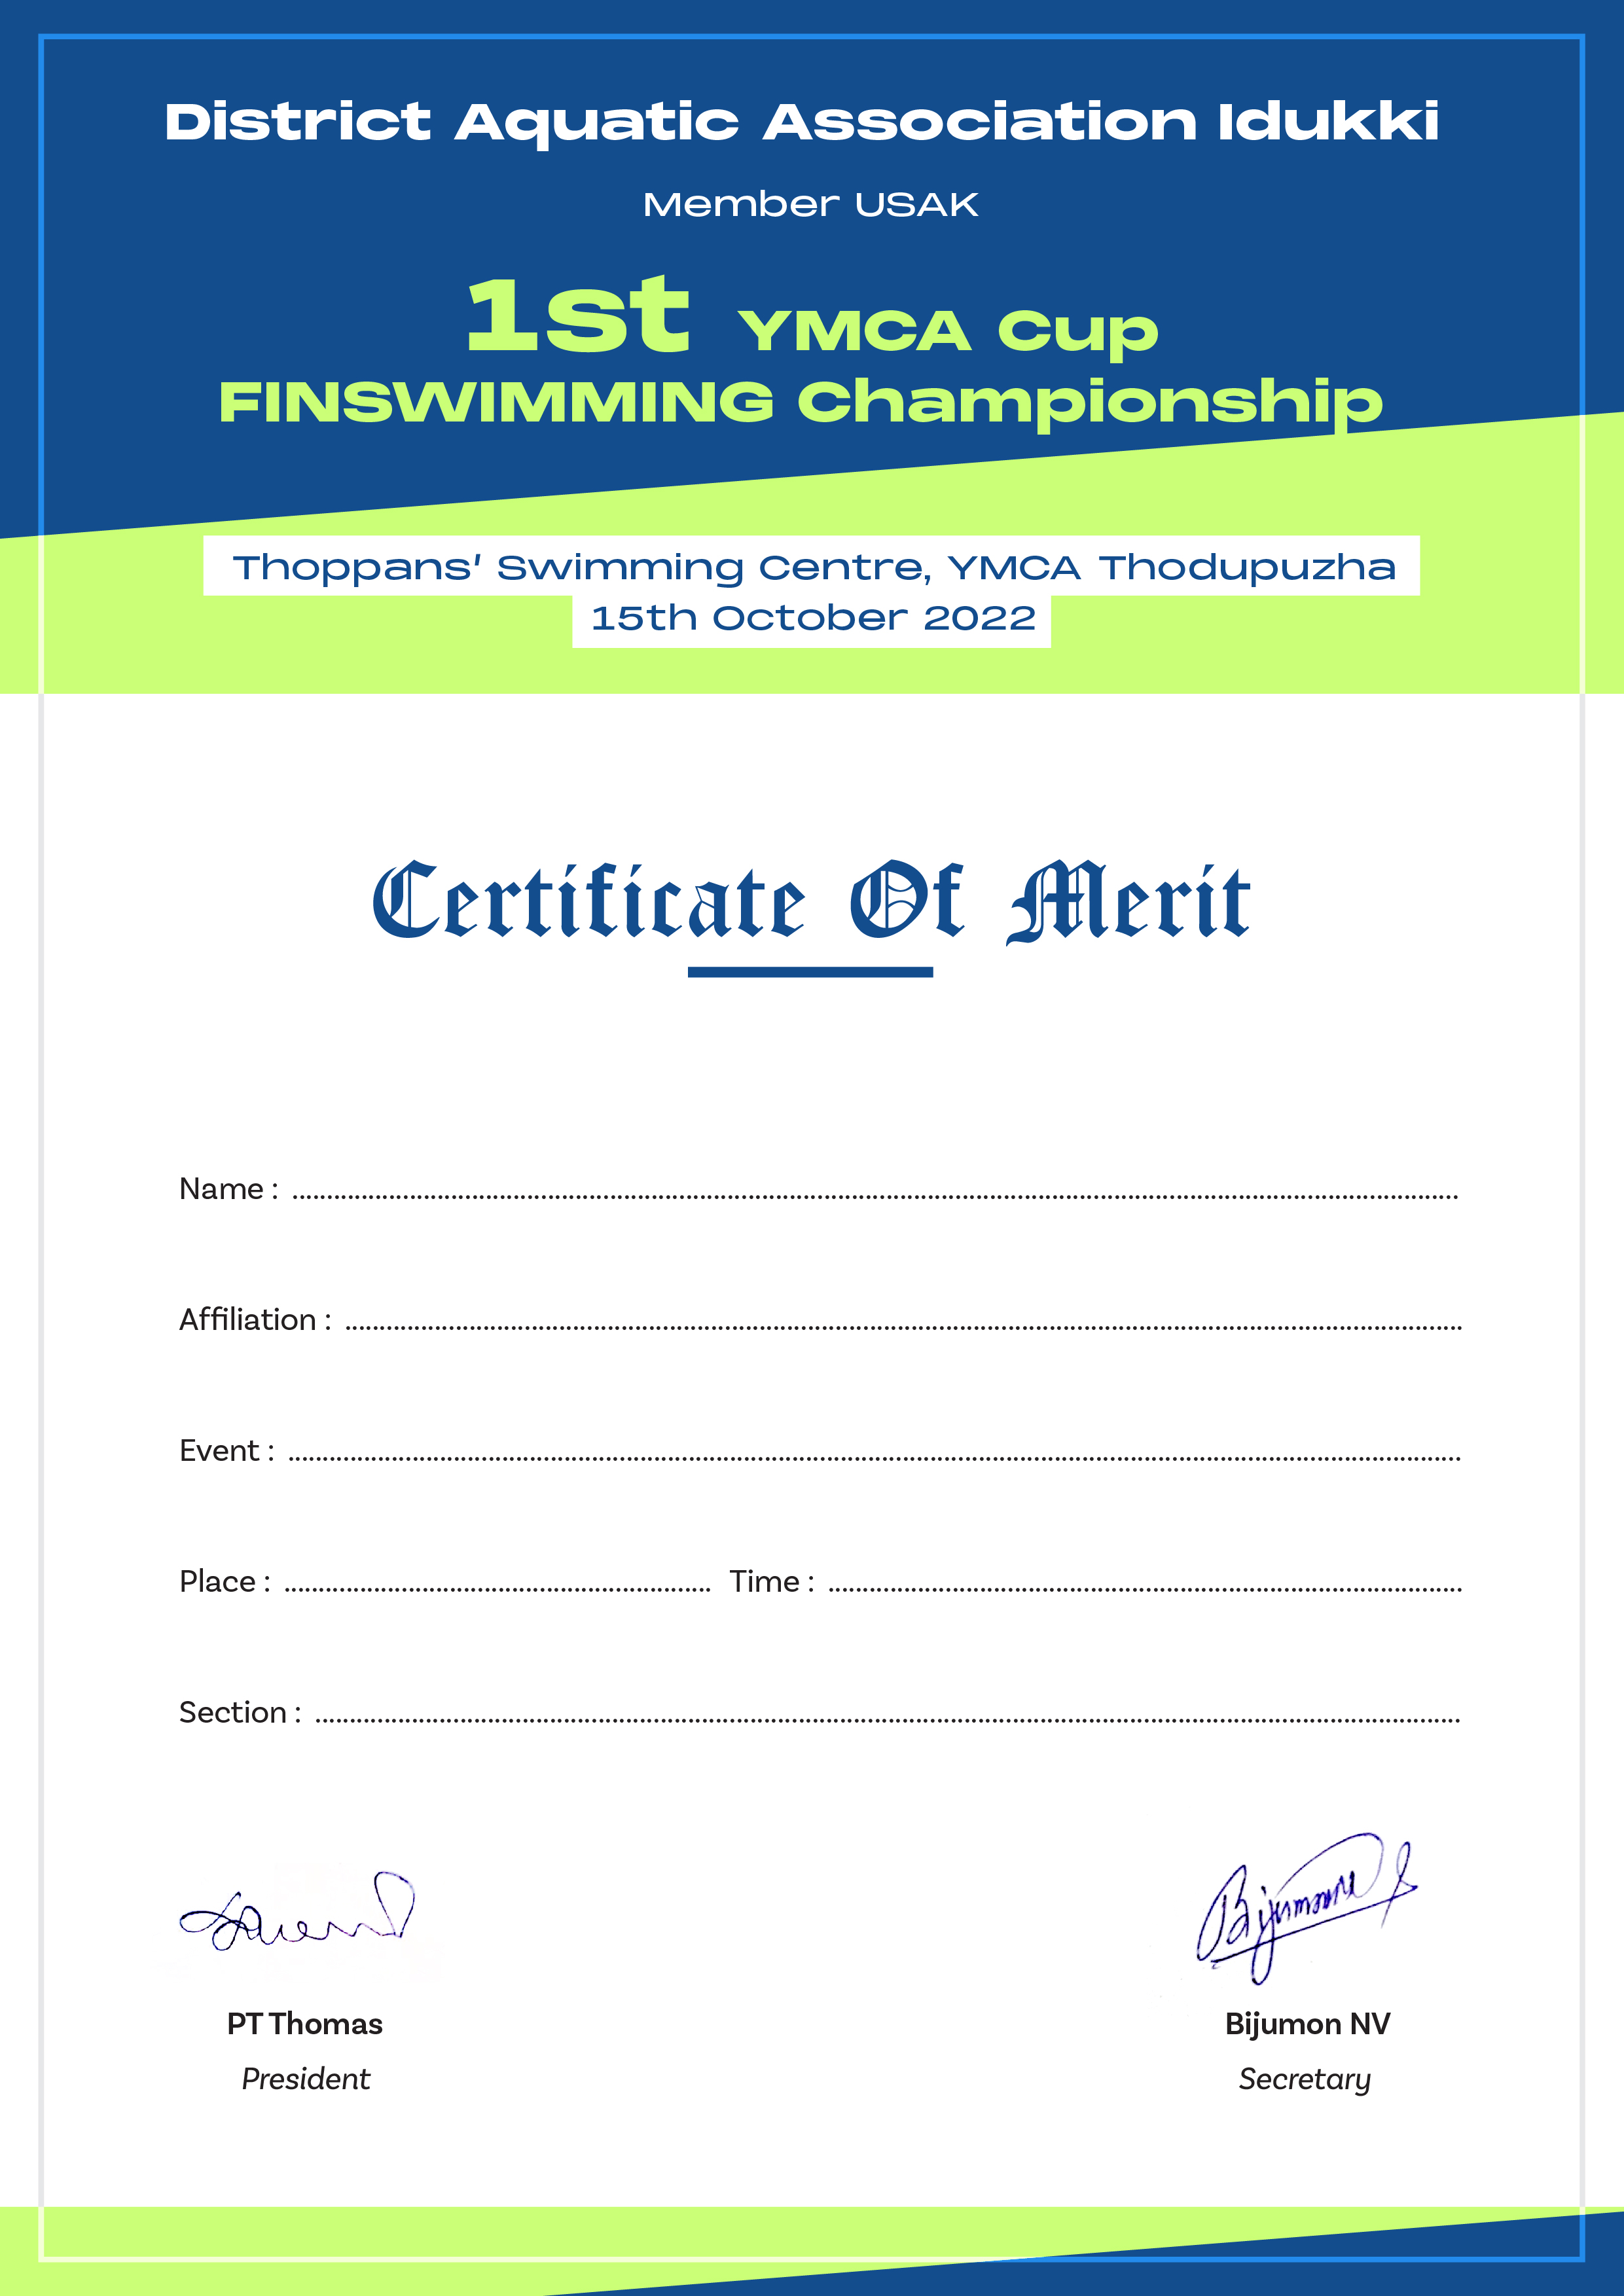 District Aquatic Association Idukki
Member USAK
1st YMCA Cup
FINSWIMMING Championship
Thoppans' Swimming Centre, YMCA Thodupuzha
15th October 2022
Certificate Of Merit
Name : ........................................................................
Affiliation : ........................................................................
Event : ........................................................................
Place : .............................. Time : ........................................
Section : ........................................................................
Bijumon
PT Thomas Bijumon NV
President Secretary